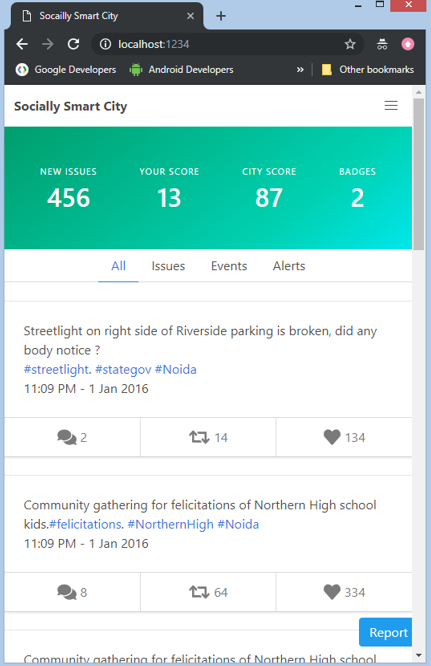 Socailly Smart City
localhost:1234
Google Developers Android Developers » Other bookmarks
Socially Smart City
NEW ISSUES YOUR SCORE CITY SCORE BADGES
456 13 87 2
All Issues Events Alerts
Streetlight on right side of Riverside parking is broken, did any
body notice ?
#streetlight. #stategov #Noida
11:09 PM - 1 Jan 2016
2 14 134
Community gathering for felicitations of Northern High school
kids.#felicitations. #NorthernHigh #Noida
11:09 PM - 1 Jan 2016
8 64 334
Report
Community gathering for felicitations of Northern High school